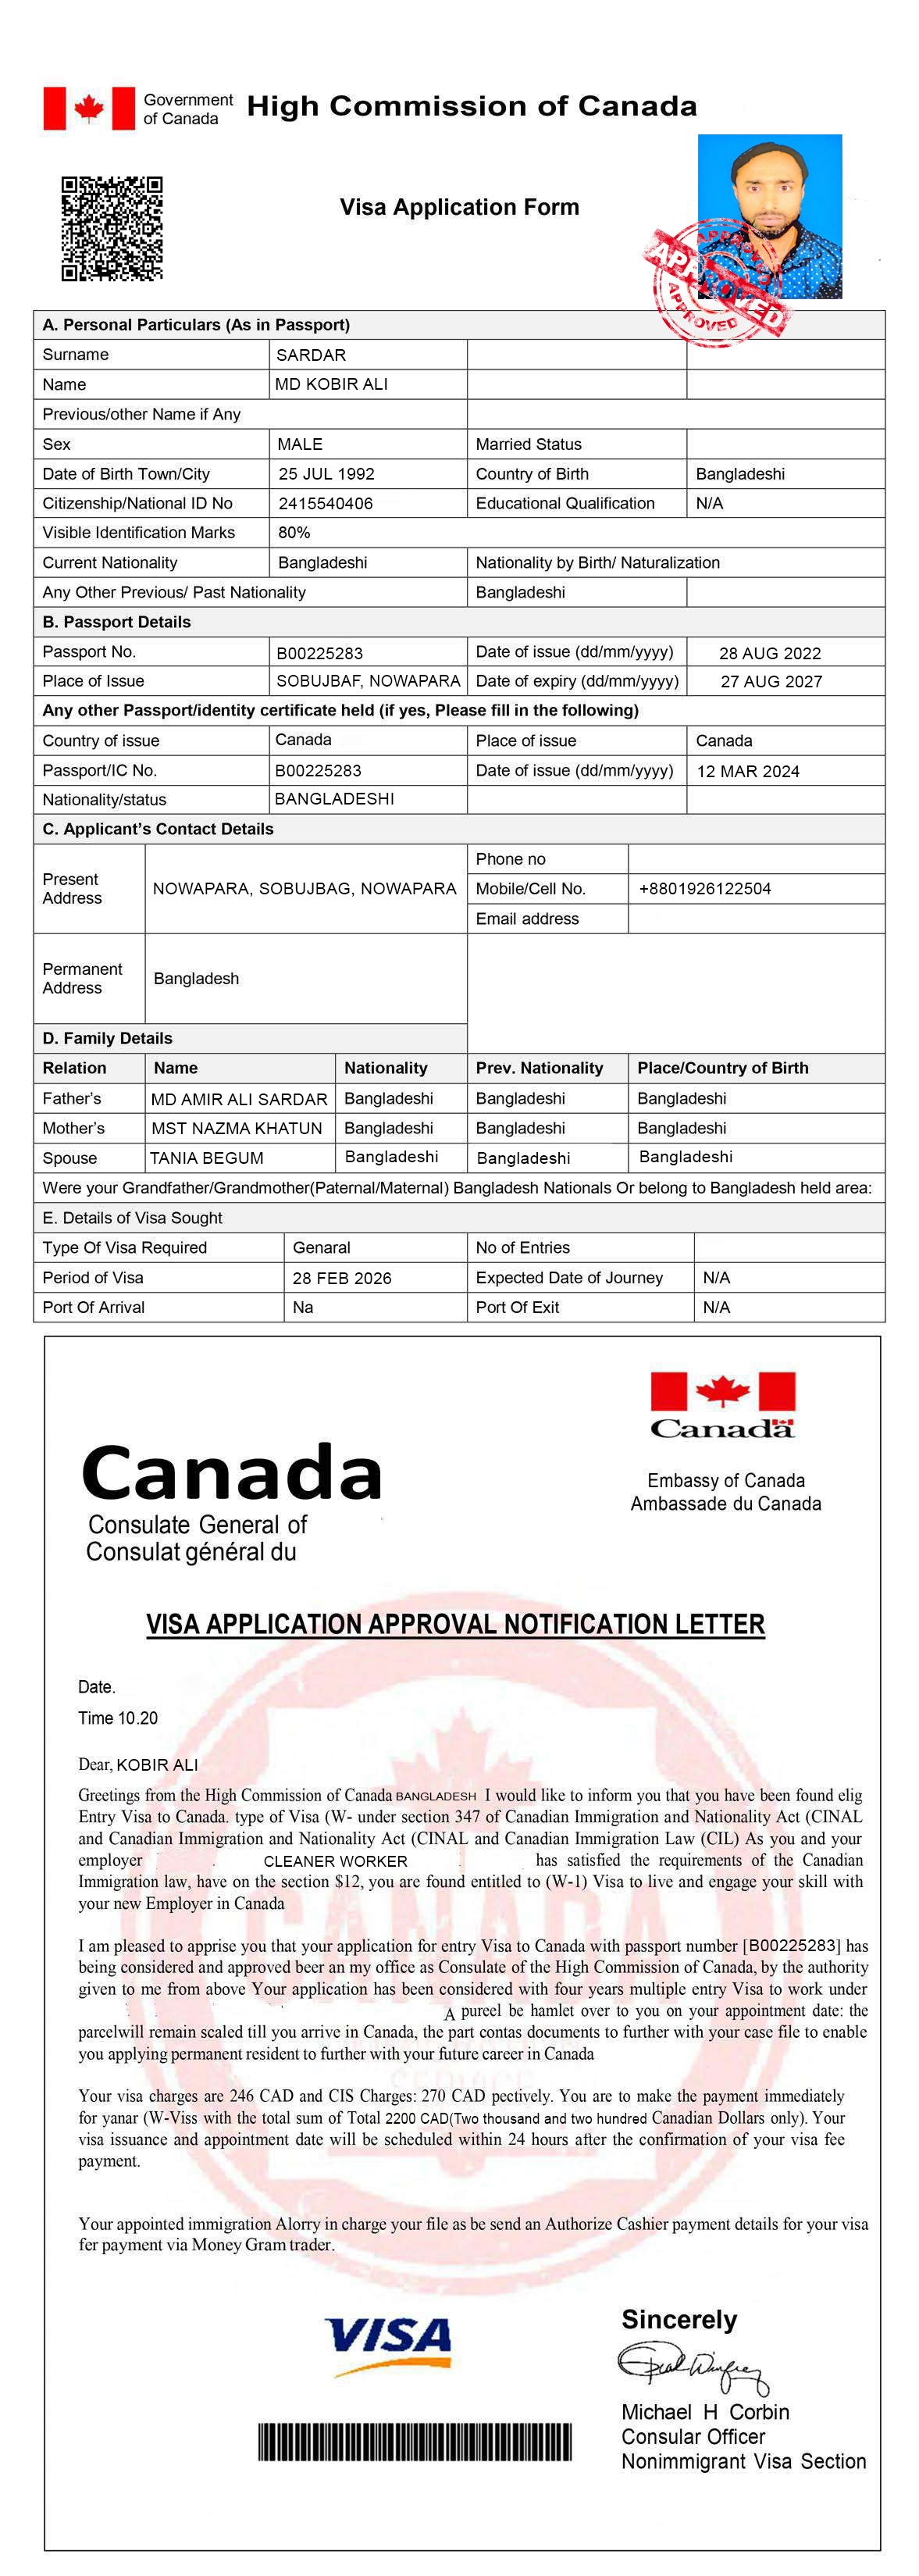 Government
of Canada
High Commission of Canada
Visa Application Form
APPROVED
APPROVED
APPROVED
A. Personal Particulars (As in Passport)
Surname SARDAR
Name MD KOBIR ALI
Previous/other Name if Any
Sex MALE Married Status
Date of Birth Town/City 25 JUL 1992 Country of Birth Bangladeshi
Citizenship/National ID No 2415540406 Educational Qualification N/A
Visible Identification Marks 80%
Current Nationality Bangladeshi Nationality by Birth/ Naturalization
Any Other Previous/ Past Nationality Bangladeshi
B. Passport Details
Passport No. B00225283 Date of issue (dd/mm/yyyy) 28 AUG 2022
Place of Issue SOBUJBAF, NOWAPARA Date of expiry (dd/mm/yyyy) 27 AUG 2027
Any other Passport/identity certificate held (if yes, Please fill in the following)
Country of issue Canada Place of issue Canada
Passport/IC No. B00225283 Date of issue (dd/mm/yyyy) 12 MAR 2024
Nationality/status BANGLADESHI
C. Applicant's Contact Details
Present
Address
NOWAPARA, SOBUJBAG, NOWAPARA
Phone no
Mobile/Cell No. +8801926122504
Email address
Permanent
Address
Bangladesh
D. Family Details
Relation Name Nationality Prev. Nationality Place/Country of Birth
Father's MD AMIR ALI SARDAR Bangladeshi Bangladeshi Bangladeshi
Mother's MST NAZMA KHATUN Bangladeshi Bangladeshi Bangladeshi
Spouse TANIA BEGUM Bangladeshi Bangladeshi Bangladeshi
Were your Grandfather/Grandmother(Paternal/Maternal) Bangladesh Nationals Or belong to Bangladesh held area:
E. Details of Visa Sought
Type Of Visa Required Genaral No of Entries
Period of Visa 28 FEB 2026 Expected Date of Journey N/A
Port Of Arrival Na Port Of Exit N/A
Canada
Embassy of Canada
Ambassade du Canada
Canada
Consulate General of
Consulat général du
VISA APPLICATION APPROVAL NOTIFICATION LETTER
Date.
Time 10.20
Dear, KOBIR ALI
Greetings from the High Commission of Canada BANGLADESH I would like to inform you that you have been found elig
Entry Visa to Canada. type of Visa (W- under section 347 of Canadian Immigration and Nationality Act (CINAL
and Canadian Immigration and Nationality Act (CINAL and Canadian Immigration Law (CIL) As you and your
employer CLEANER WORKER has satisfied the requirements of the Canadian
Immigration law, have on the section $12, you are found entitled to (W-1) Visa to live and engage your skill with
your new Employer in Canada
I am pleased to apprise you that your application for entry Visa to Canada with passport number [B00225283] has
being considered and approved beer an my office as Consulate of the High Commission of Canada, by the authority
given to me from above Your application has been considered with four years multiple entry Visa to work under
A pureel be hamlet over to you on your appointment date: the
parcelwill remain scaled till you arrive in Canada, the part contas documents to further with your case file to enable
you applying permanent resident to further with your future career in Canada
Your visa charges are 246 CAD and CIS Charges: 270 CAD pectively. You are to make the payment immediately
for yanar (W-Viss with the total sum of Total 2200 CAD(Two thousand and two hundred Canadian Dollars only). Your
visa issuance and appointment date will be scheduled within 24 hours after the confirmation of your visa fee
payment.
Your appointed immigration Alorry in charge your file as be send an Authorize Cashier payment details for your visa
fer payment via Money Gram trader.
CANADA
VISA
Sincerely
Michael H Corbin
Consular Officer
Nonimmigrant Visa Section